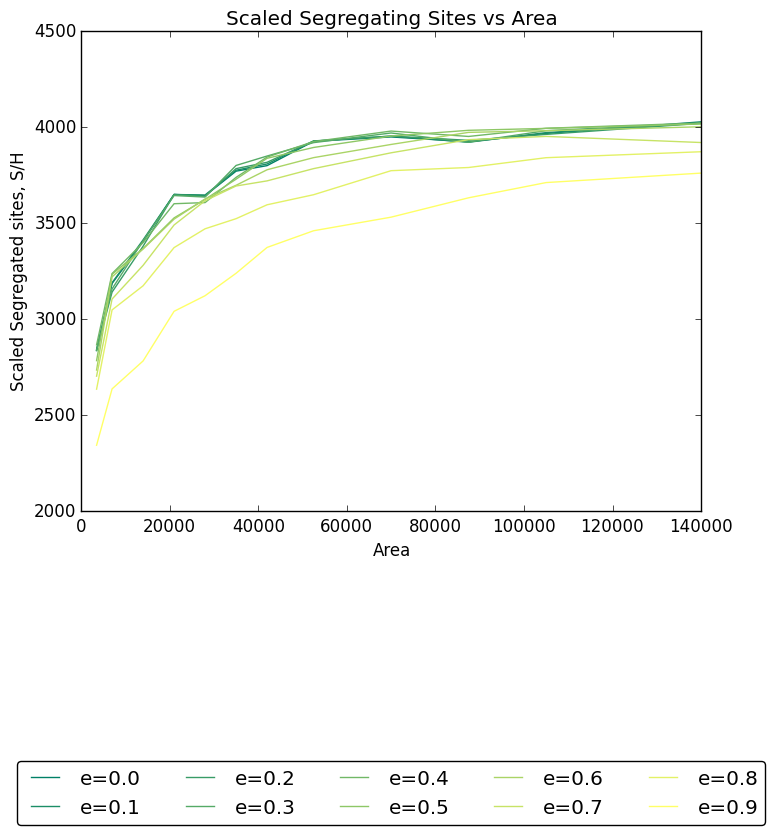 Scaled Segregating Sites vs Area
Scaled Segregated sites, S/H
4500
4000
3500
3000
2500
2000
0 20000 40000 60000 80000 100000 120000 140000
Area
e=0.0 e=0.2 e=0.4 e=0.6 e=0.8
e=0.1 e=0.3 e=0.5 e=0.7 e=0.9